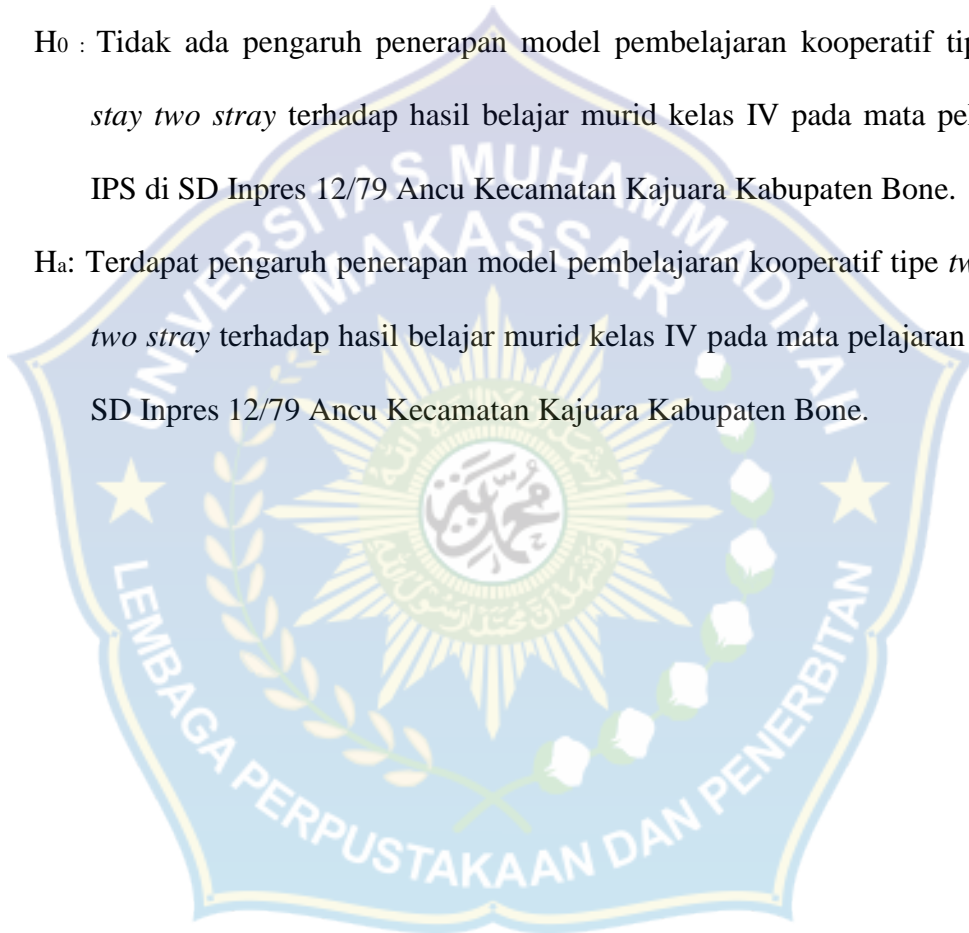 H0 : Tidak ada pengaruh penerapan model pembelajaran kooperatif
stay two stray terhadap hasil belajar murid kelas IV pada mata
IPS di SD Inpres 12/79 Ancu Kecamatan Kajuara Kabupaten Bone.
Ha: Terdapat pengaruh penerapan model pembelajaran kooperatif tipe
two stray terhadap hasil belajar murid kelas IV pada mata pelajaran
SD Inpres 12/79 Ancu Kecamatan Kajuara Kabupaten Bone.
UNIVERSITAS MUHAMMADIYAH
MAKASSAR
LEMBAGA PERPUSTAKAAN DAN PENERBITAN